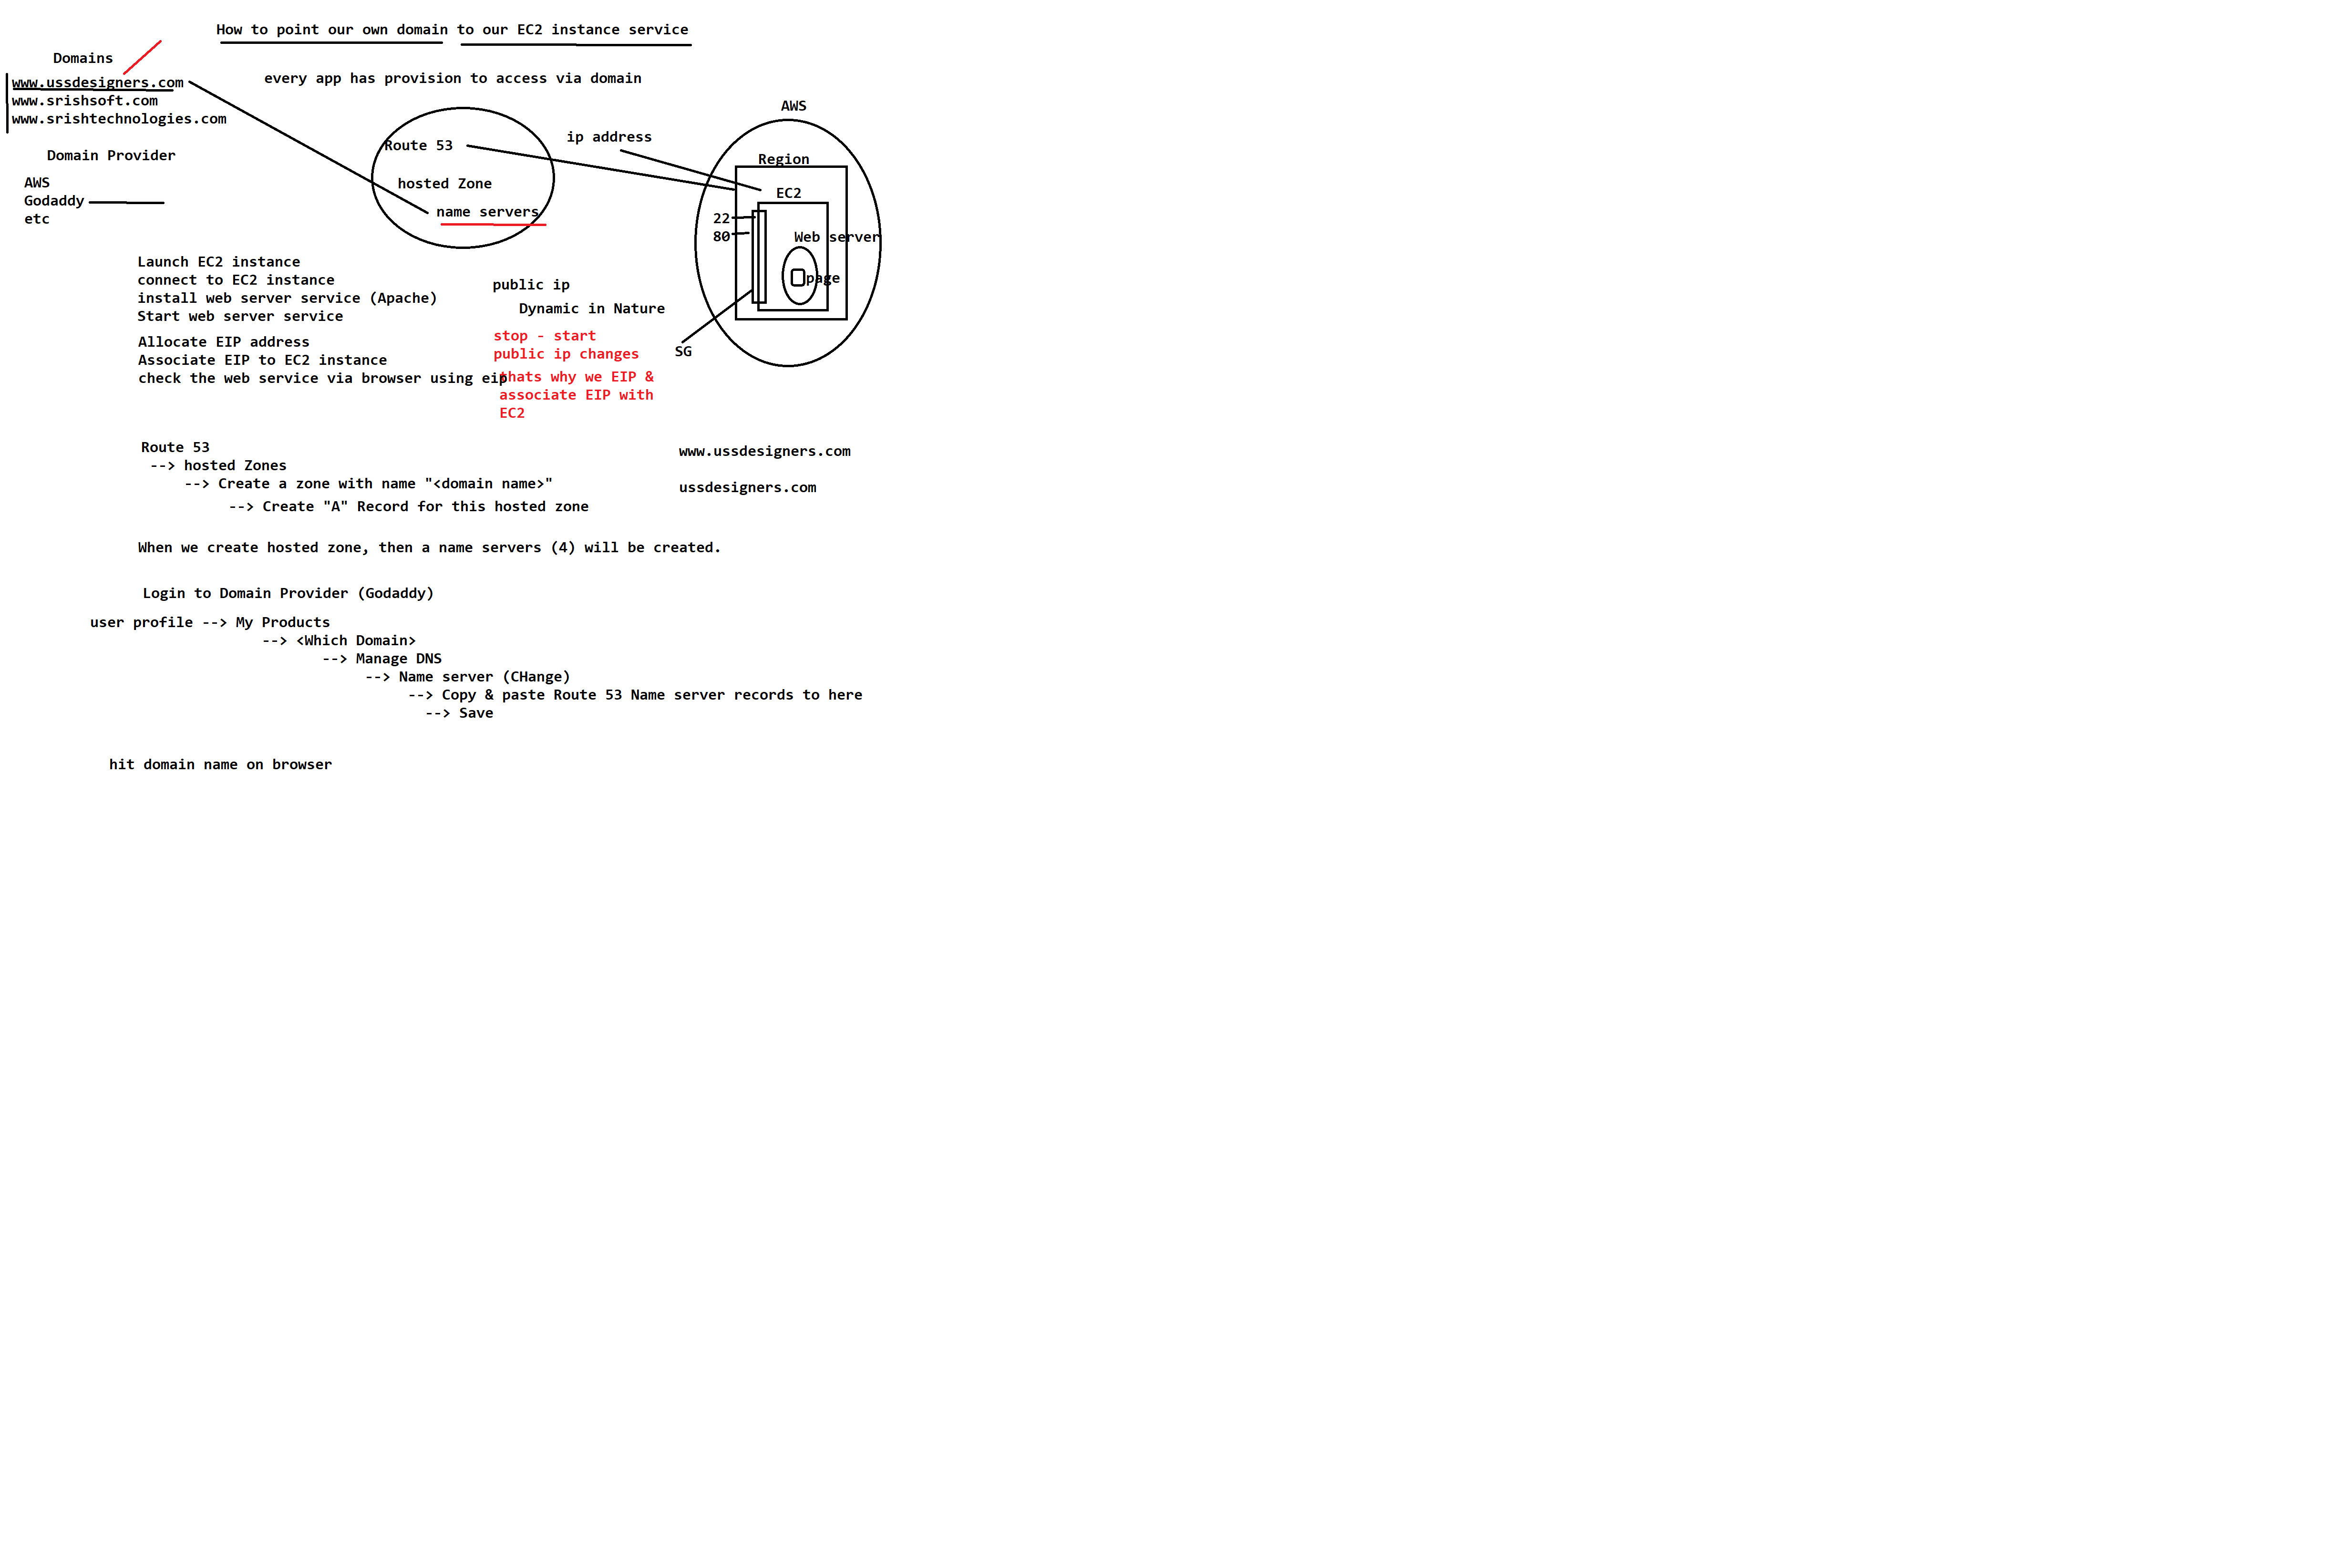 How to point our own domain to our EC2 instance service
Domains
www.ussdesigners.com
www.srishsoft.com
www.srishtechnologies.com
every app has provision to access via domain
Domain Provider
AWS
Godaddy
etc
Route 53
hosted Zone
name servers
ip address
AWS
Region
EC2
22
80
Web server
page
SG
Launch EC2 instance
connect to EC2 instance
install web server service (Apache)
Start web server service
Allocate EIP address
Associate EIP to EC2 instance
check the web service via browser using eip
public ip
Dynamic in Nature
stop - start
public ip changes
thats why we EIP &
associate EIP with
EC2
Route 53
--> hosted Zones
--> Create a zone with name "<domain name>"
--> Create "A" Record for this hosted zone
www.ussdesigners.com
ussdesigners.com
When we create hosted zone, then a name servers (4) will be created.
Login to Domain Provider (Godaddy)
user profile --> My Products
--> <Which Domain>
--> Manage DNS
--> Name server (CHange)
--> Copy & paste Route 53 Name server records to here
--> Save
hit domain name on browser